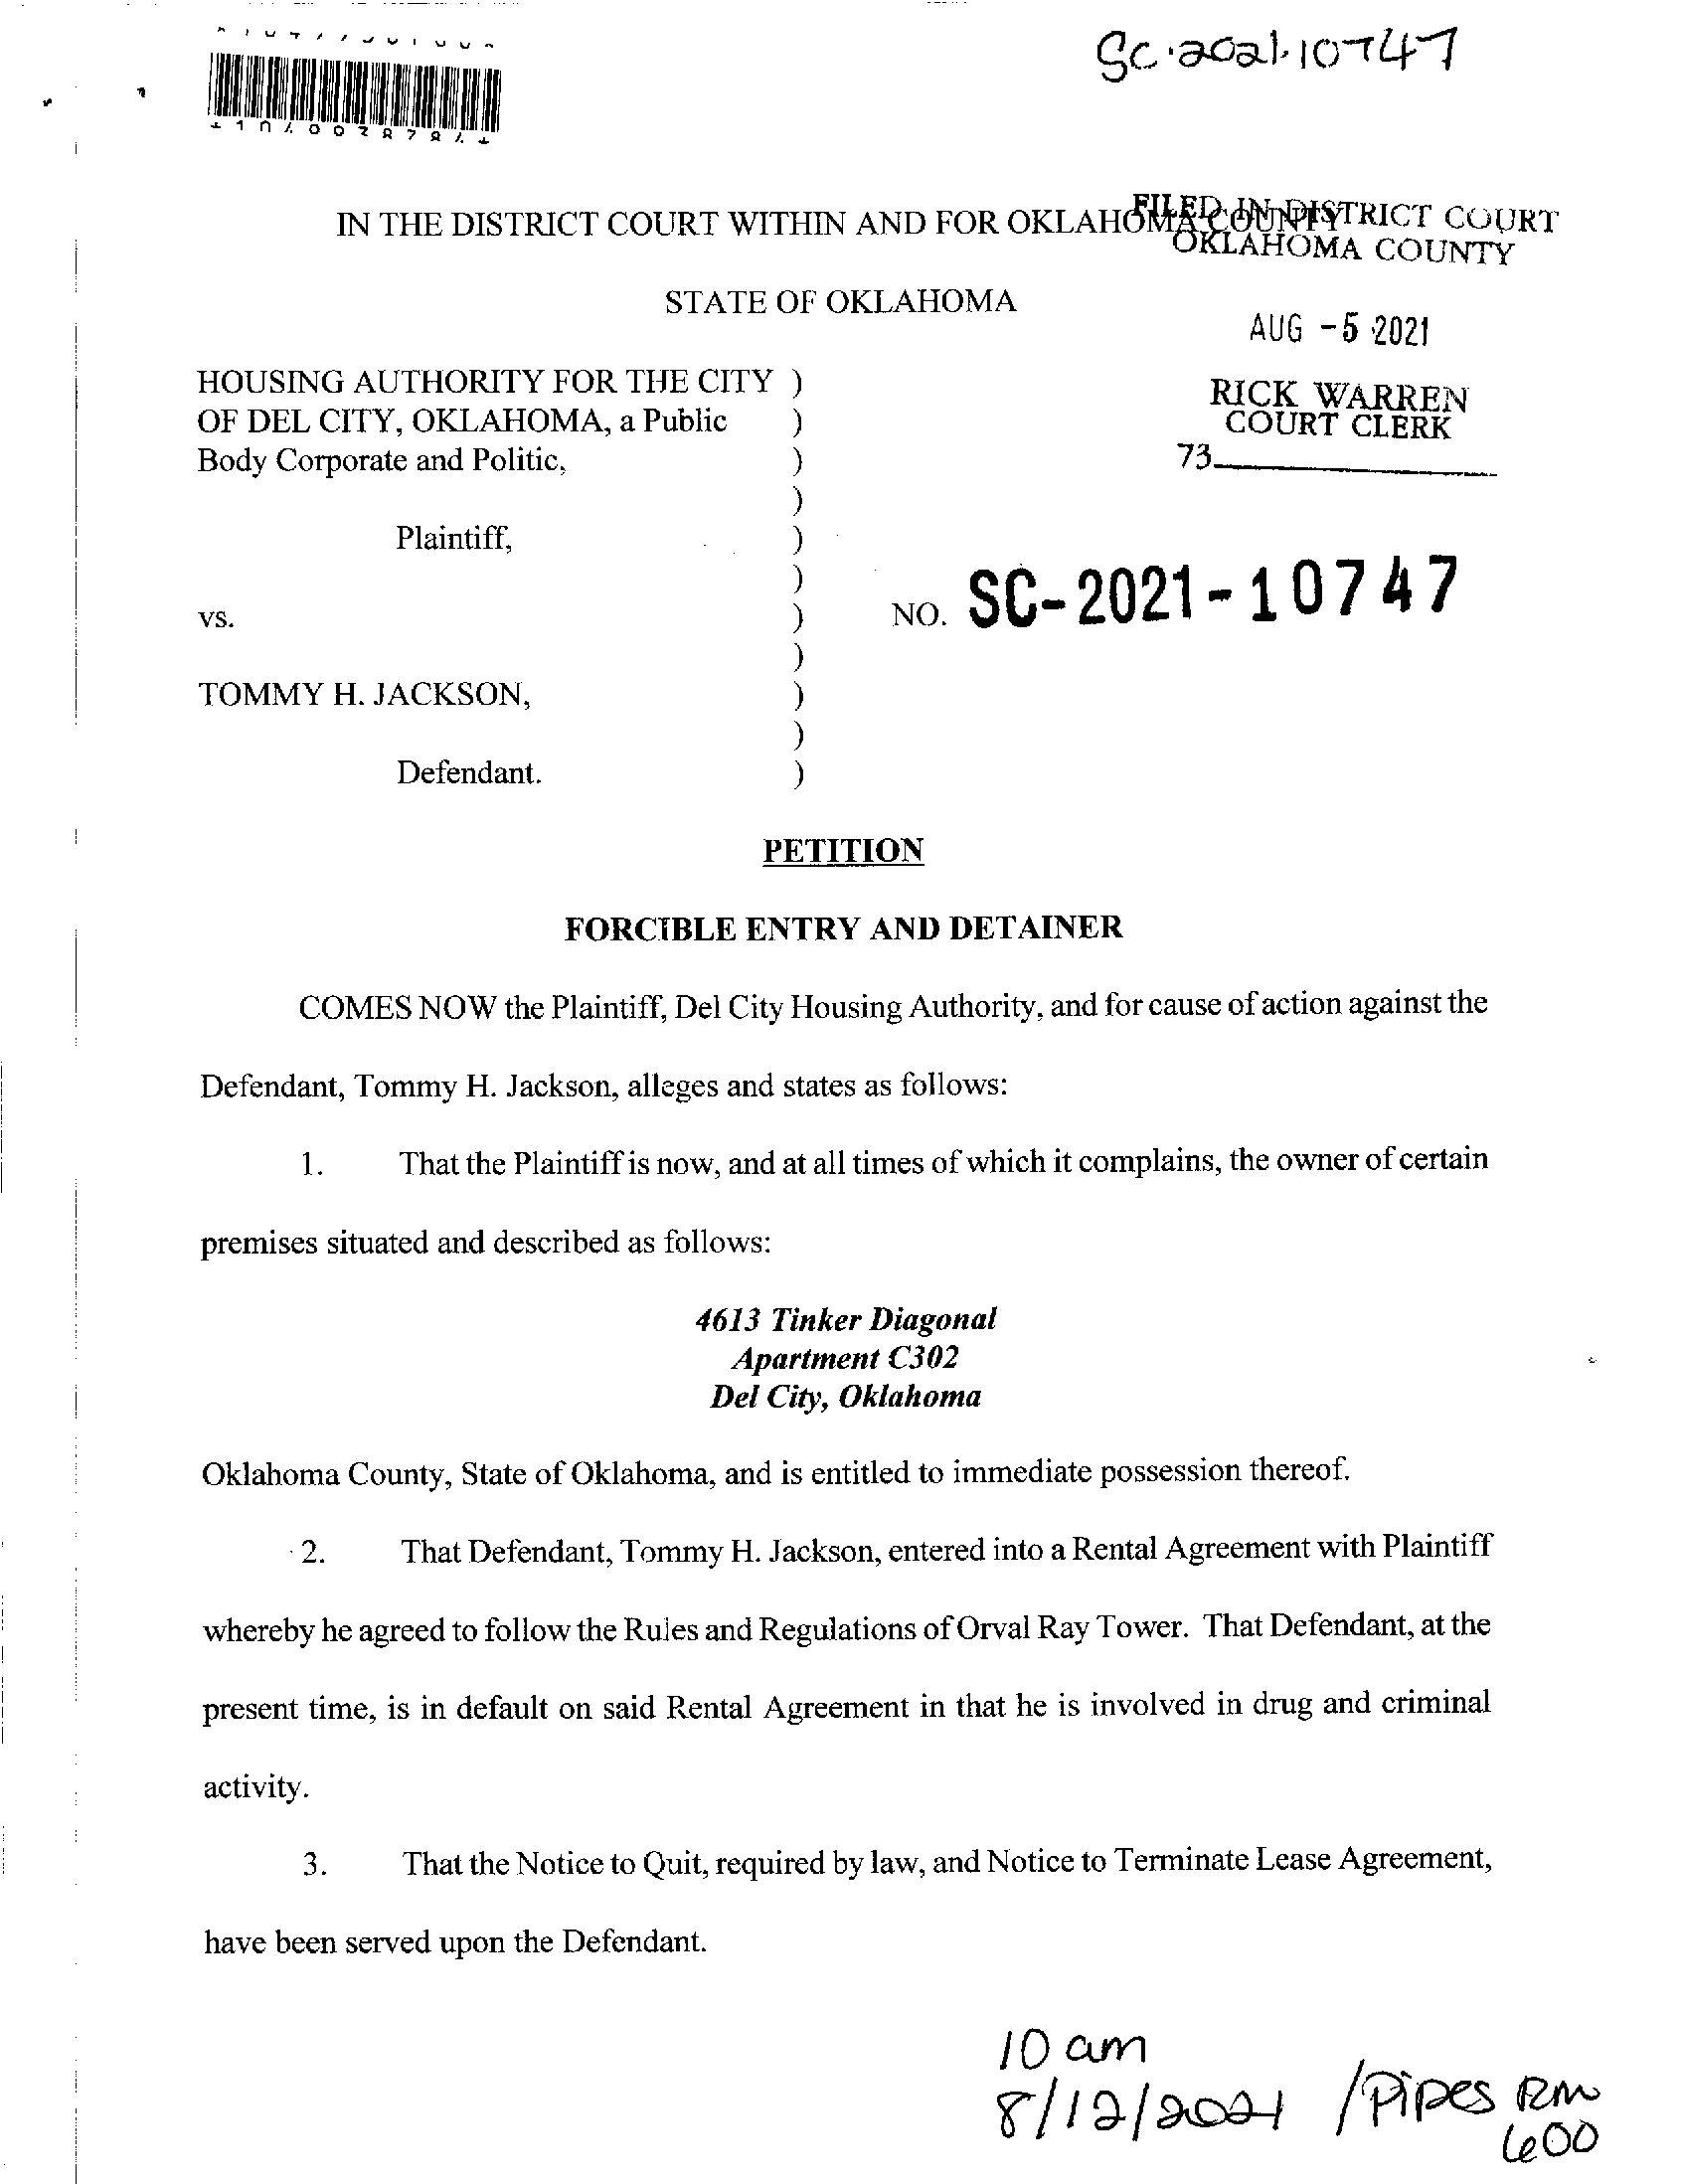 SC-2021-10747
IN THE DISTRICT COURT WITHIN AND FOR OKLAHOMA COUNTY
FILED IN DISTRICT COURT
OKLAHOMA COUNTY
STATE OF OKLAHOMA
AUG -5 2021
HOUSING AUTHORITY FOR THE CITY )
OF DEL CITY, OKLAHOMA, a Public )
Body Corporate and Politic, )
)
Plaintiff, )
)
vs. )
)
TOMMY H. JACKSON, )
)
Defendant. )
RICK WARREN
COURT CLERK
73
NO. SC-2021-10747
PETITION
FORCIBLE ENTRY AND DETAINER
COMES NOW the Plaintiff, Del City Housing Authority, and for cause of action against the
Defendant, Tommy H. Jackson, alleges and states as follows:
1. That the Plaintiff is now, and at all times of which it complains, the owner of certain
premises situated and described as follows:
4613 Tinker Diagonal
Apartment C302
Del City, Oklahoma
Oklahoma County, State of Oklahoma, and is entitled to immediate possession thereof.
2. That Defendant, Tommy H. Jackson, entered into a Rental Agreement with Plaintiff
whereby he agreed to follow the Rules and Regulations of Orval Ray Tower. That Defendant, at the
present time, is in default on said Rental Agreement in that he is involved in drug and criminal
activity.
3. That the Notice to Quit, required by law, and Notice to Terminate Lease Agreement,
have been served upon the Defendant.
10 am
8/12/2021 /Pipes RM
600